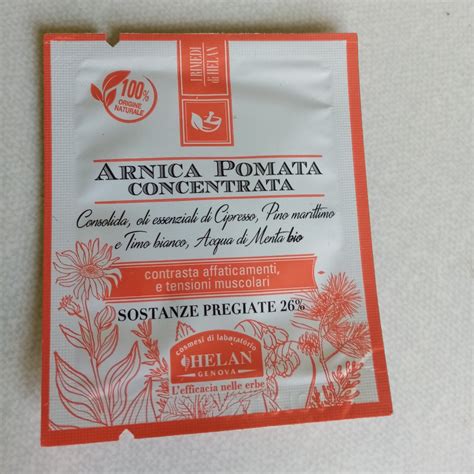 100%
ORIGINE
NATURALE
I RIMEDI
di HELAN
ARNICA POMATA
CONCENTRATA
Consolida, oli essenziali di Cipresso, Pino marittimo
e Timo bianco, Acqua di Menta bio
contrasta affaticamenti,
e tensioni muscolari
SOSTANZE PREGIATE 26%
cosmesi di laboratorio
HELAN
GENOVA
L'efficacia nelle erbe